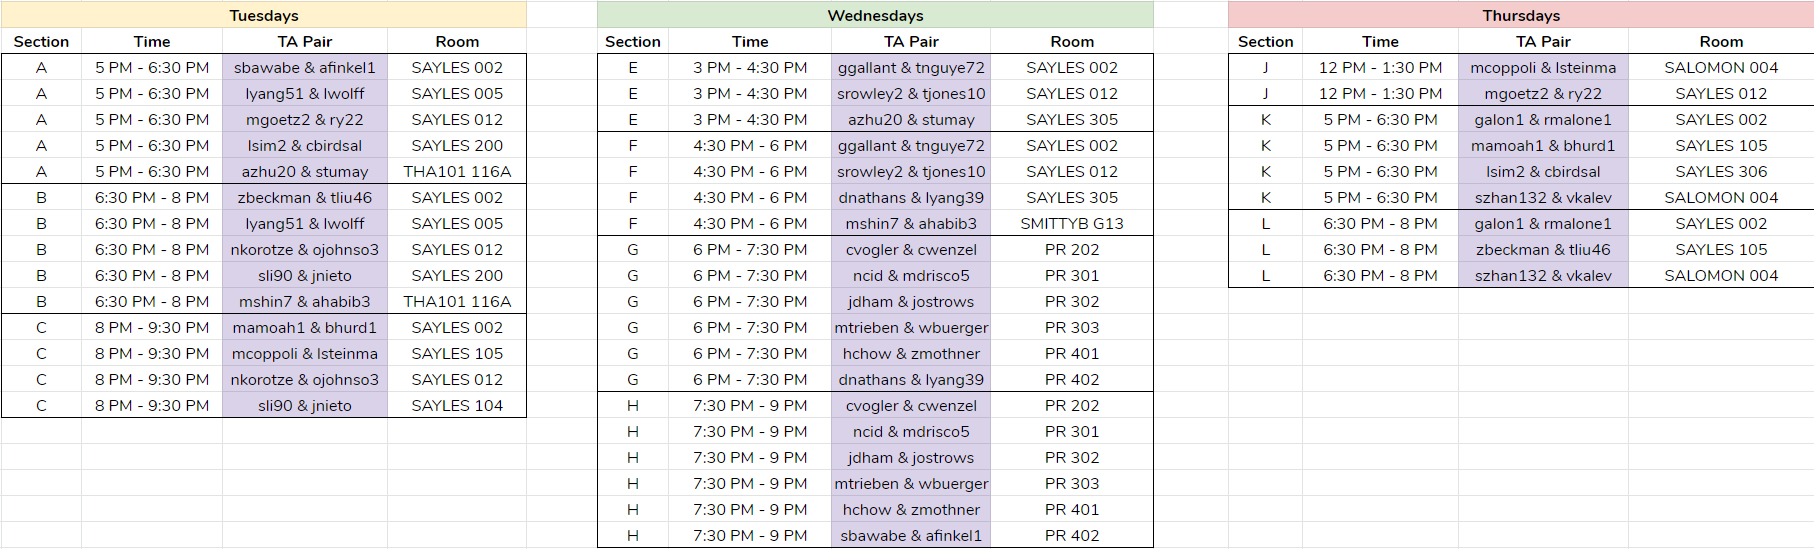 Tuesdays
Section Time TA Pair Room
A 5 PM - 6:30 PM sbawabe & afinkel1 SAYLES 002
A 5 PM - 6:30 PM lyang51 & lwolff SAYLES 005
A 5 PM - 6:30 PM mgoetz2 & ry22 SAYLES 012
A 5 PM - 6:30 PM lsim2 & cbirdsal SAYLES 200
A 5 PM - 6:30 PM azhu20 & stumay THA101 116A
B 6:30 PM - 8 PM zbeckman & tliu46 SAYLES 002
B 6:30 PM - 8 PM lyang51 & lwolff SAYLES 005
B 6:30 PM - 8 PM nkorotze & ojohnso3 SAYLES 012
B 6:30 PM - 8 PM sli90 & jnieto SAYLES 200
B 6:30 PM - 8 PM mshin7 & ahabib3 THA101 116A
C 8 PM - 9:30 PM mamoah1 & bhurd1 SAYLES 002
C 8 PM - 9:30 PM mcoppoli & lsteinma SAYLES 105
C 8 PM - 9:30 PM nkorotze & ojohnso3 SAYLES 012
C 8 PM - 9:30 PM sli90 & jnieto SAYLES 104
Wednesdays
Section Time TA Pair Room
E 3 PM - 4:30 PM ggallant & tnguye72 SAYLES 002
E 3 PM - 4:30 PM srowley2 & tjones10 SAYLES 012
E 3 PM - 4:30 PM azhu20 & stumay SAYLES 305
F 4:30 PM - 6 PM ggallant & tnguye72 SAYLES 002
F 4:30 PM - 6 PM srowley2 & tjones10 SAYLES 012
F 4:30 PM - 6 PM dnathans & lyang39 SAYLES 305
F 4:30 PM - 6 PM mshin7 & ahabib3 SMITTYB G13
G 6 PM - 7:30 PM cvogler & cwenzel PR 202
G 6 PM - 7:30 PM ncid & mdrisco5 PR 301
G 6 PM - 7:30 PM jdham & jostrows PR 302
G 6 PM - 7:30 PM mtrieben & wbuerger PR 303
G 6 PM - 7:30 PM hchow & zmothner PR 401
G 6 PM - 7:30 PM dnathans & lyang39 PR 402
H 7:30 PM - 9 PM cvogler & cwenzel PR 202
H 7:30 PM - 9 PM ncid & mdrisco5 PR 301
H 7:30 PM - 9 PM jdham & jostrows PR 302
H 7:30 PM - 9 PM mtrieben & wbuerger PR 303
H 7:30 PM - 9 PM hchow & zmothner PR 401
H 7:30 PM - 9 PM sbawabe & afinkel1 PR 402
Thursdays
Section Time TA Pair Room
J 12 PM - 1:30 PM mcoppoli & lsteinma SALOMON 004
J 12 PM - 1:30 PM mgoetz2 & ry22 SAYLES 012
K 5 PM - 6:30 PM galon1 & rmalone1 SAYLES 002
K 5 PM - 6:30 PM mamoah1 & bhurd1 SAYLES 105
K 5 PM - 6:30 PM lsim2 & cbirdsal SAYLES 306
K 5 PM - 6:30 PM szhan132 & vkalev SALOMON 004
L 6:30 PM - 8 PM galon1 & rmalone1 SAYLES 002
L 6:30 PM - 8 PM zbeckman & tliu46 SAYLES 105
L 6:30 PM - 8 PM szhan132 & vkalev SALOMON 004